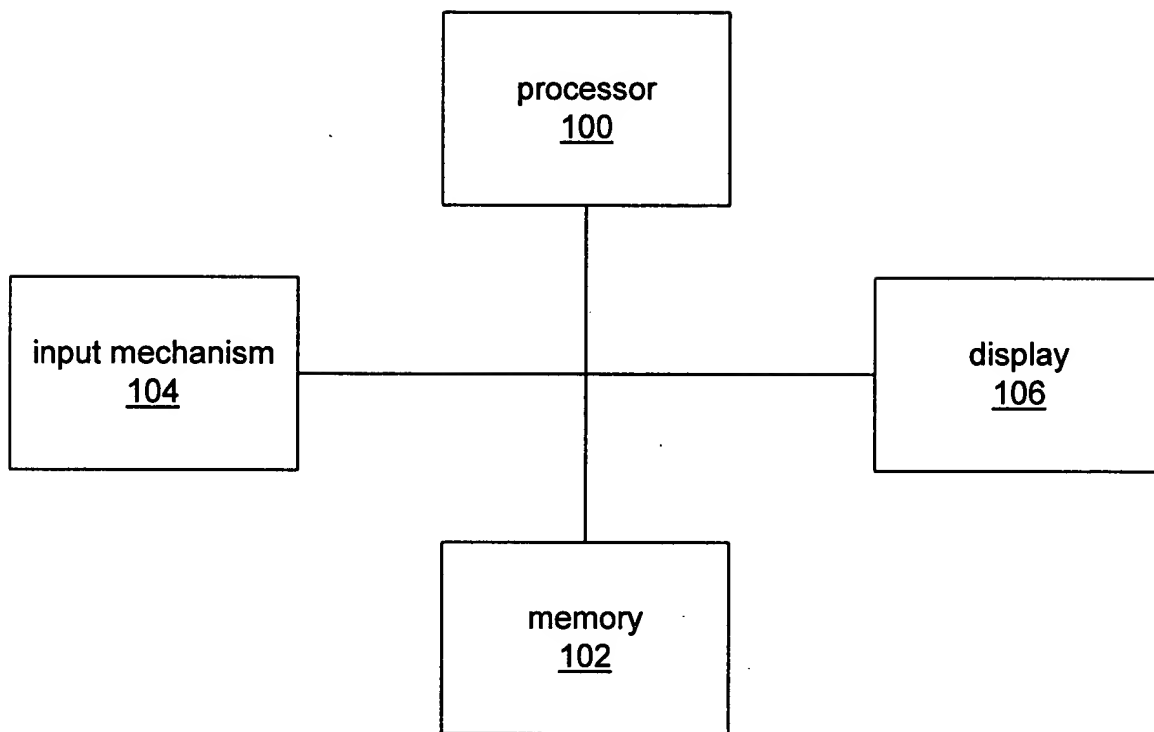 processor
100
input mechanism
104
display
106
memory
102